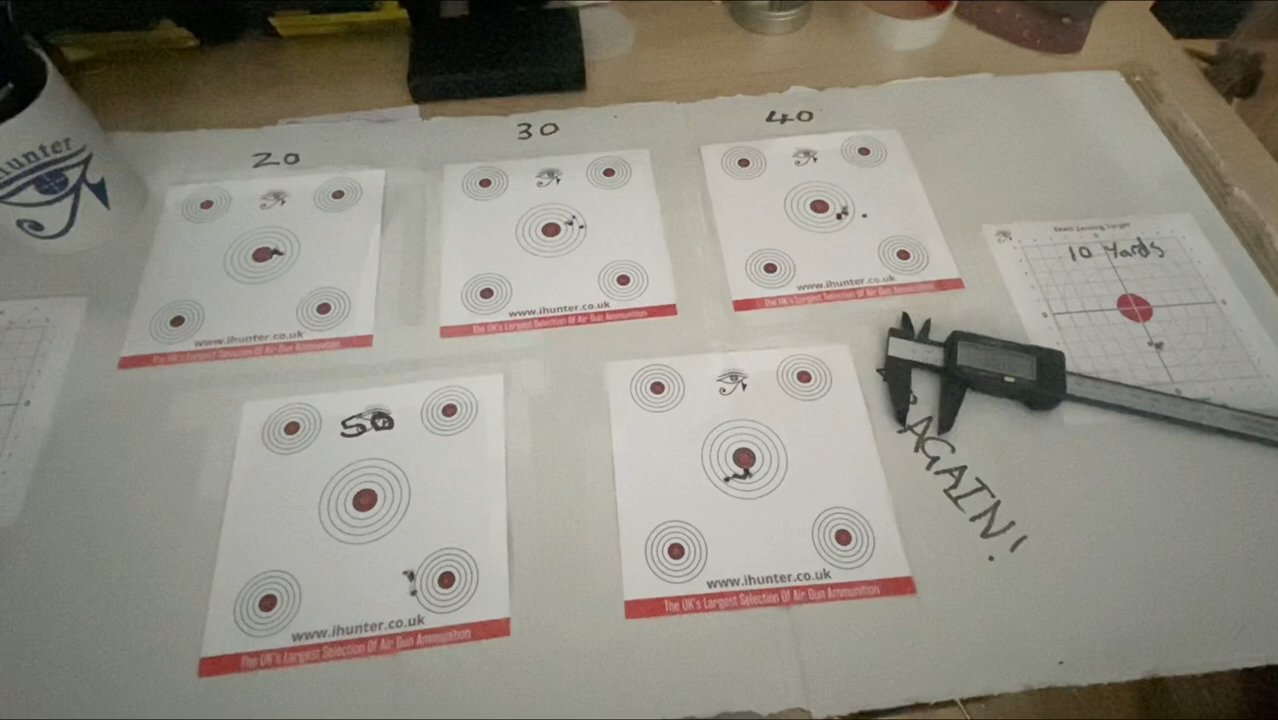 ihunter
20
30
40
www.ihunter.co.uk
The UK's Largest Selection Of Air Gun Ammunition
www.ihunter.co.uk
The UK's Largest Selection Of Air Gun Ammunition
www.ihunter.co.uk
The UK's Largest Selection Of Air Gun Ammunition
10 Yards
50
www.ihunter.co.uk
The UK's Largest Selection Of Air Gun Ammunition
www.ihunter.co.uk
The UK's Largest Selection Of Air Gun Ammunition
AGAIN!